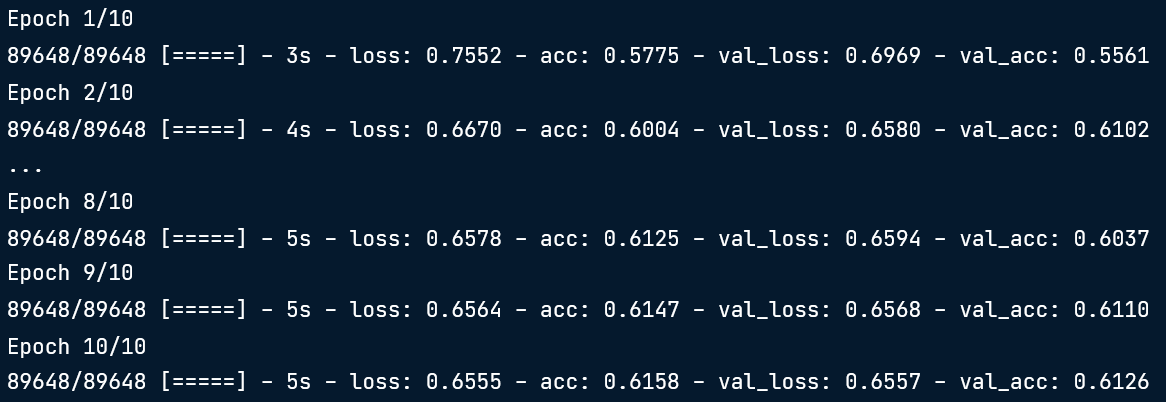 Epoch 1/10
89648/89648 [=====] - 3s - loss: 0.7552 - acc: 0.5775 - val_loss: 0.6969 - val_acc: 0.5561
Epoch 2/10
89648/89648 [=====] - 4s - loss: 0.6670 - acc: 0.6004 - val_loss: 0.6580 - val_acc: 0.6102
...
Epoch 8/10
89648/89648 [=====] - 5s - loss: 0.6578 - acc: 0.6125 - val_loss: 0.6594 - val_acc: 0.6037
Epoch 9/10
89648/89648 [=====] - 5s - loss: 0.6564 - acc: 0.6147 - val_loss: 0.6568 - val_acc: 0.6110
Epoch 10/10
89648/89648 [=====] - 5s - loss: 0.6555 - acc: 0.6158 - val_loss: 0.6557 - val_acc: 0.6126